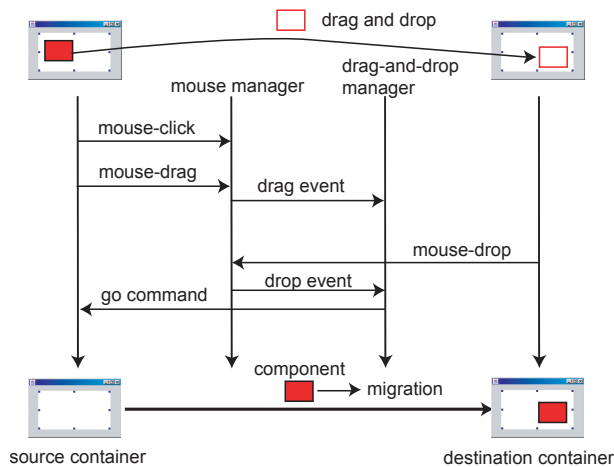 drag and drop
mouse manager
drag-and-drop
manager
mouse-click
mouse-drag
drag event
mouse-drop
drop event
go command
component
migration
source container
destination container